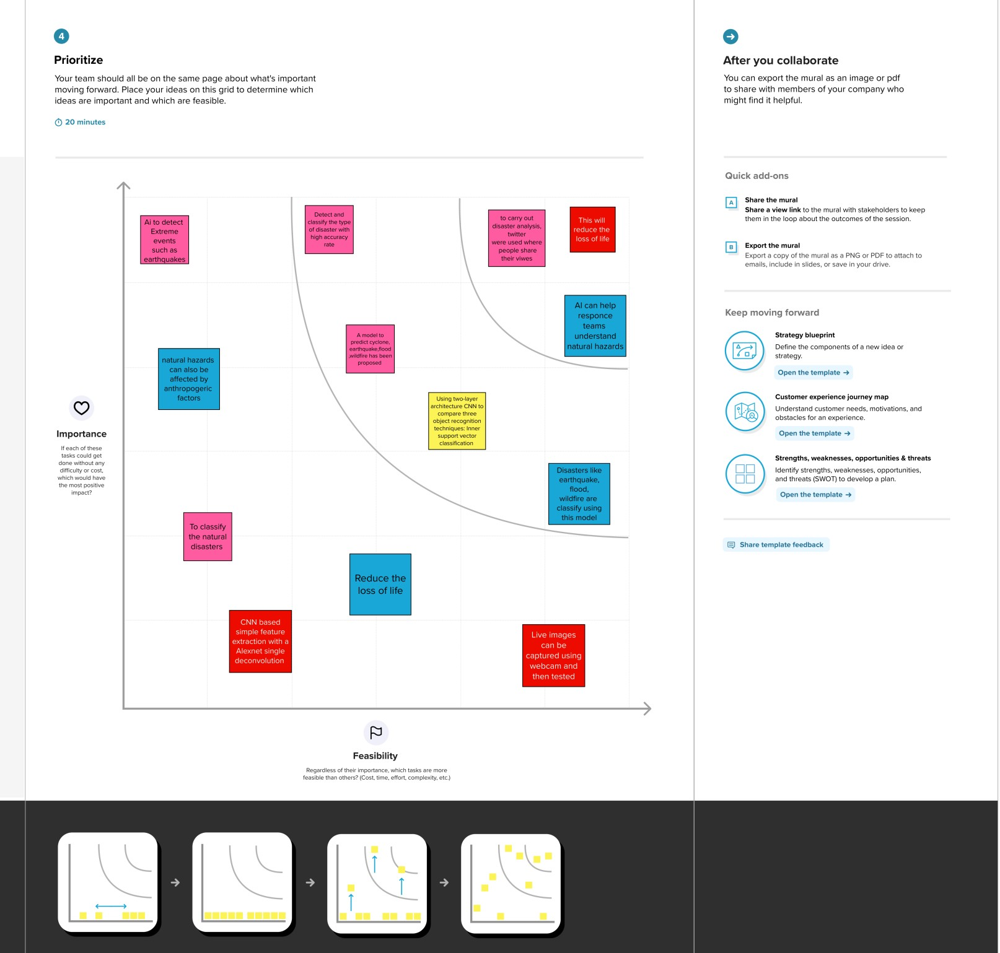 4
Prioritize
Your team should all be on the same page about what's important
moving forward. Place your ideas on this grid to determine which
ideas are important and which are feasible.
20 minutes
Ai to detect
Extreme
events
such as
earthquakes
Detect and
classify the type
of disaster with
high accuracy
rate
to carry out
disaster analysis,
twitter
were used where
people share
their viwes
This will
reduce the
loss of life
AI can help
responce
teams
understand
natural hazards
A model to
predict cyclone,
earthquake,flood
,wildfire has been
proposed
natural hazards
can also be
affected by
anthropogeric
factors
Using two-layer
architecture CNN to
compare three
object recognition
techniques: Inner
support vector
classification
Disasters like
earthquake,
flood,
wildfire are
classify using
this model
To classify
the natural
disasters
Reduce the
loss of life
CNN based
simple feature
extraction with a
Alexnet single
deconvolution
Live images
can be
captured using
webcam and
then tested
Importance
If each of these
tasks could get
done without any
difficulty or cost,
which would have
the most positive
impact?
Feasibility
Regardless of their importance, which tasks are more
feasible than others? (Cost, time, effort, complexity, etc.)
After you collaborate
You can export the mural as an image or pdf
to share with members of your company who
might find it helpful.
Quick add-ons
A
Share the mural
Share a view link to the mural with stakeholders to keep
them in the loop about the outcomes of the session.
B
Export the mural
Export a copy of the mural as a PNG or PDF to attach to
emails, include in slides, or save in your drive.
Keep moving forward
Strategy blueprint
Define the components of a new idea or
strategy.
Open the template →
Customer experience journey map
Understand customer needs, motivations, and
obstacles for an experience.
Open the template →
Strengths, weaknesses, opportunities & threats
Identify strengths, weaknesses, opportunities,
and threats (SWOT) to develop a plan.
Open the template →
Share template feedback